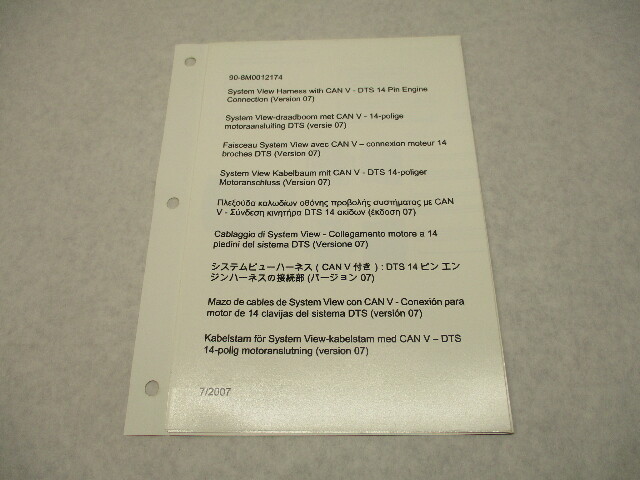 90-8M0012174
System View Harness with CAN V - DTS 14 Pin Engine
Connection (Version 07)
System View-draadboom met CAN V - 14-polige
motoraansluiting DTS (versie 07)
Faisceau System View avec CAN V – connexion moteur 14
broches DTS (Version 07)
System View Kabelbaum mit CAN V - DTS 14-poliger
Motoranschluss (Version 07)
Πλεξούδα καλωδίων οθόνης προβολής συστήματος με CAN
V - Σύνδεση κινητήρα DTS 14 ακίδων (έκδοση 07)
Cablaggio di System View - Collegamento motore a 14
piedini del sistema DTS (Versione 07)
システムビューハーネス ( CAN V 付き ) : DTS 14 ピン エン
ジンハーネスの接続部 (バージョン 07)
Mazo de cables de System View con CAN V - Conexión para
motor de 14 clavijas del sistema DTS (versión 07)
Kabelstam för System View-kabelstam med CAN V – DTS
14-polig motoranslutning (version 07)
7/2007